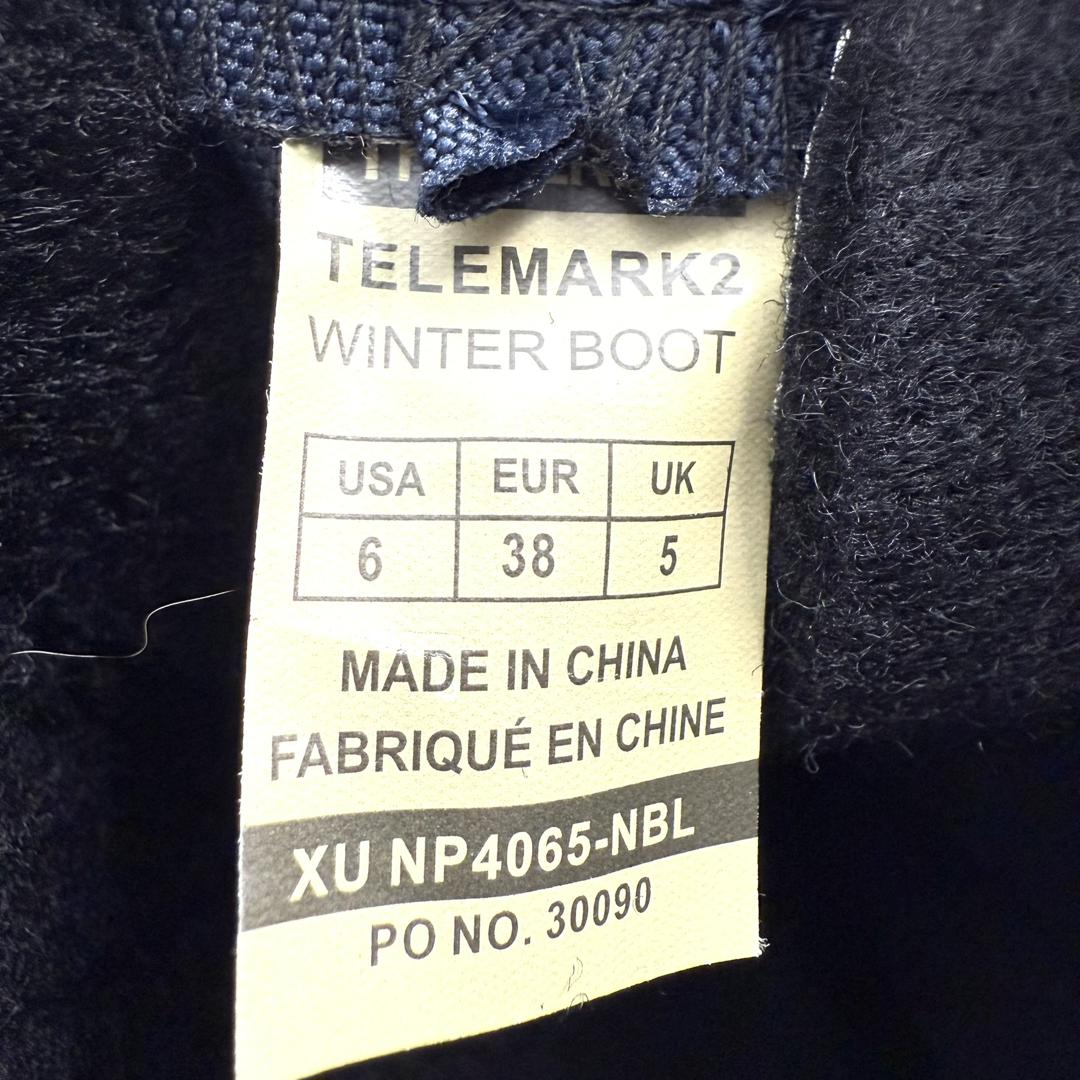 TELEMARK2
WINTER BOOT
USA EUR UK
6 38 5
MADE IN CHINA
FABRIQUÉ EN CHINE
XU NP4065-NBL
PO NO. 30090